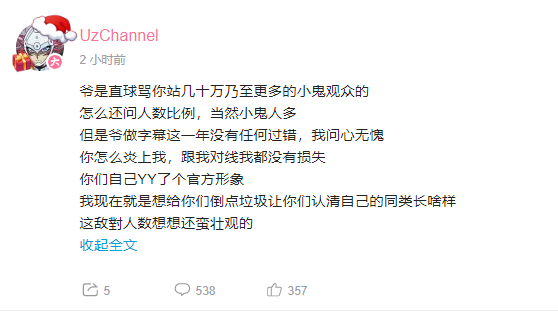 UzChannel
2 小时前
爷是直球骂你站几十万乃至更多的小鬼观众的
怎么还问人数比例，当然小鬼人多
但是爷做字幕这一年没有任何过错，我问心无愧
你怎么炎上我，跟我对线我都没有损失
你们自己YY了个官方形象
我现在就是想给你们倒点垃圾让你们认清自己的同类长啥样
这敌對人数想想还蛮壮观的
收起全文
5 538 357